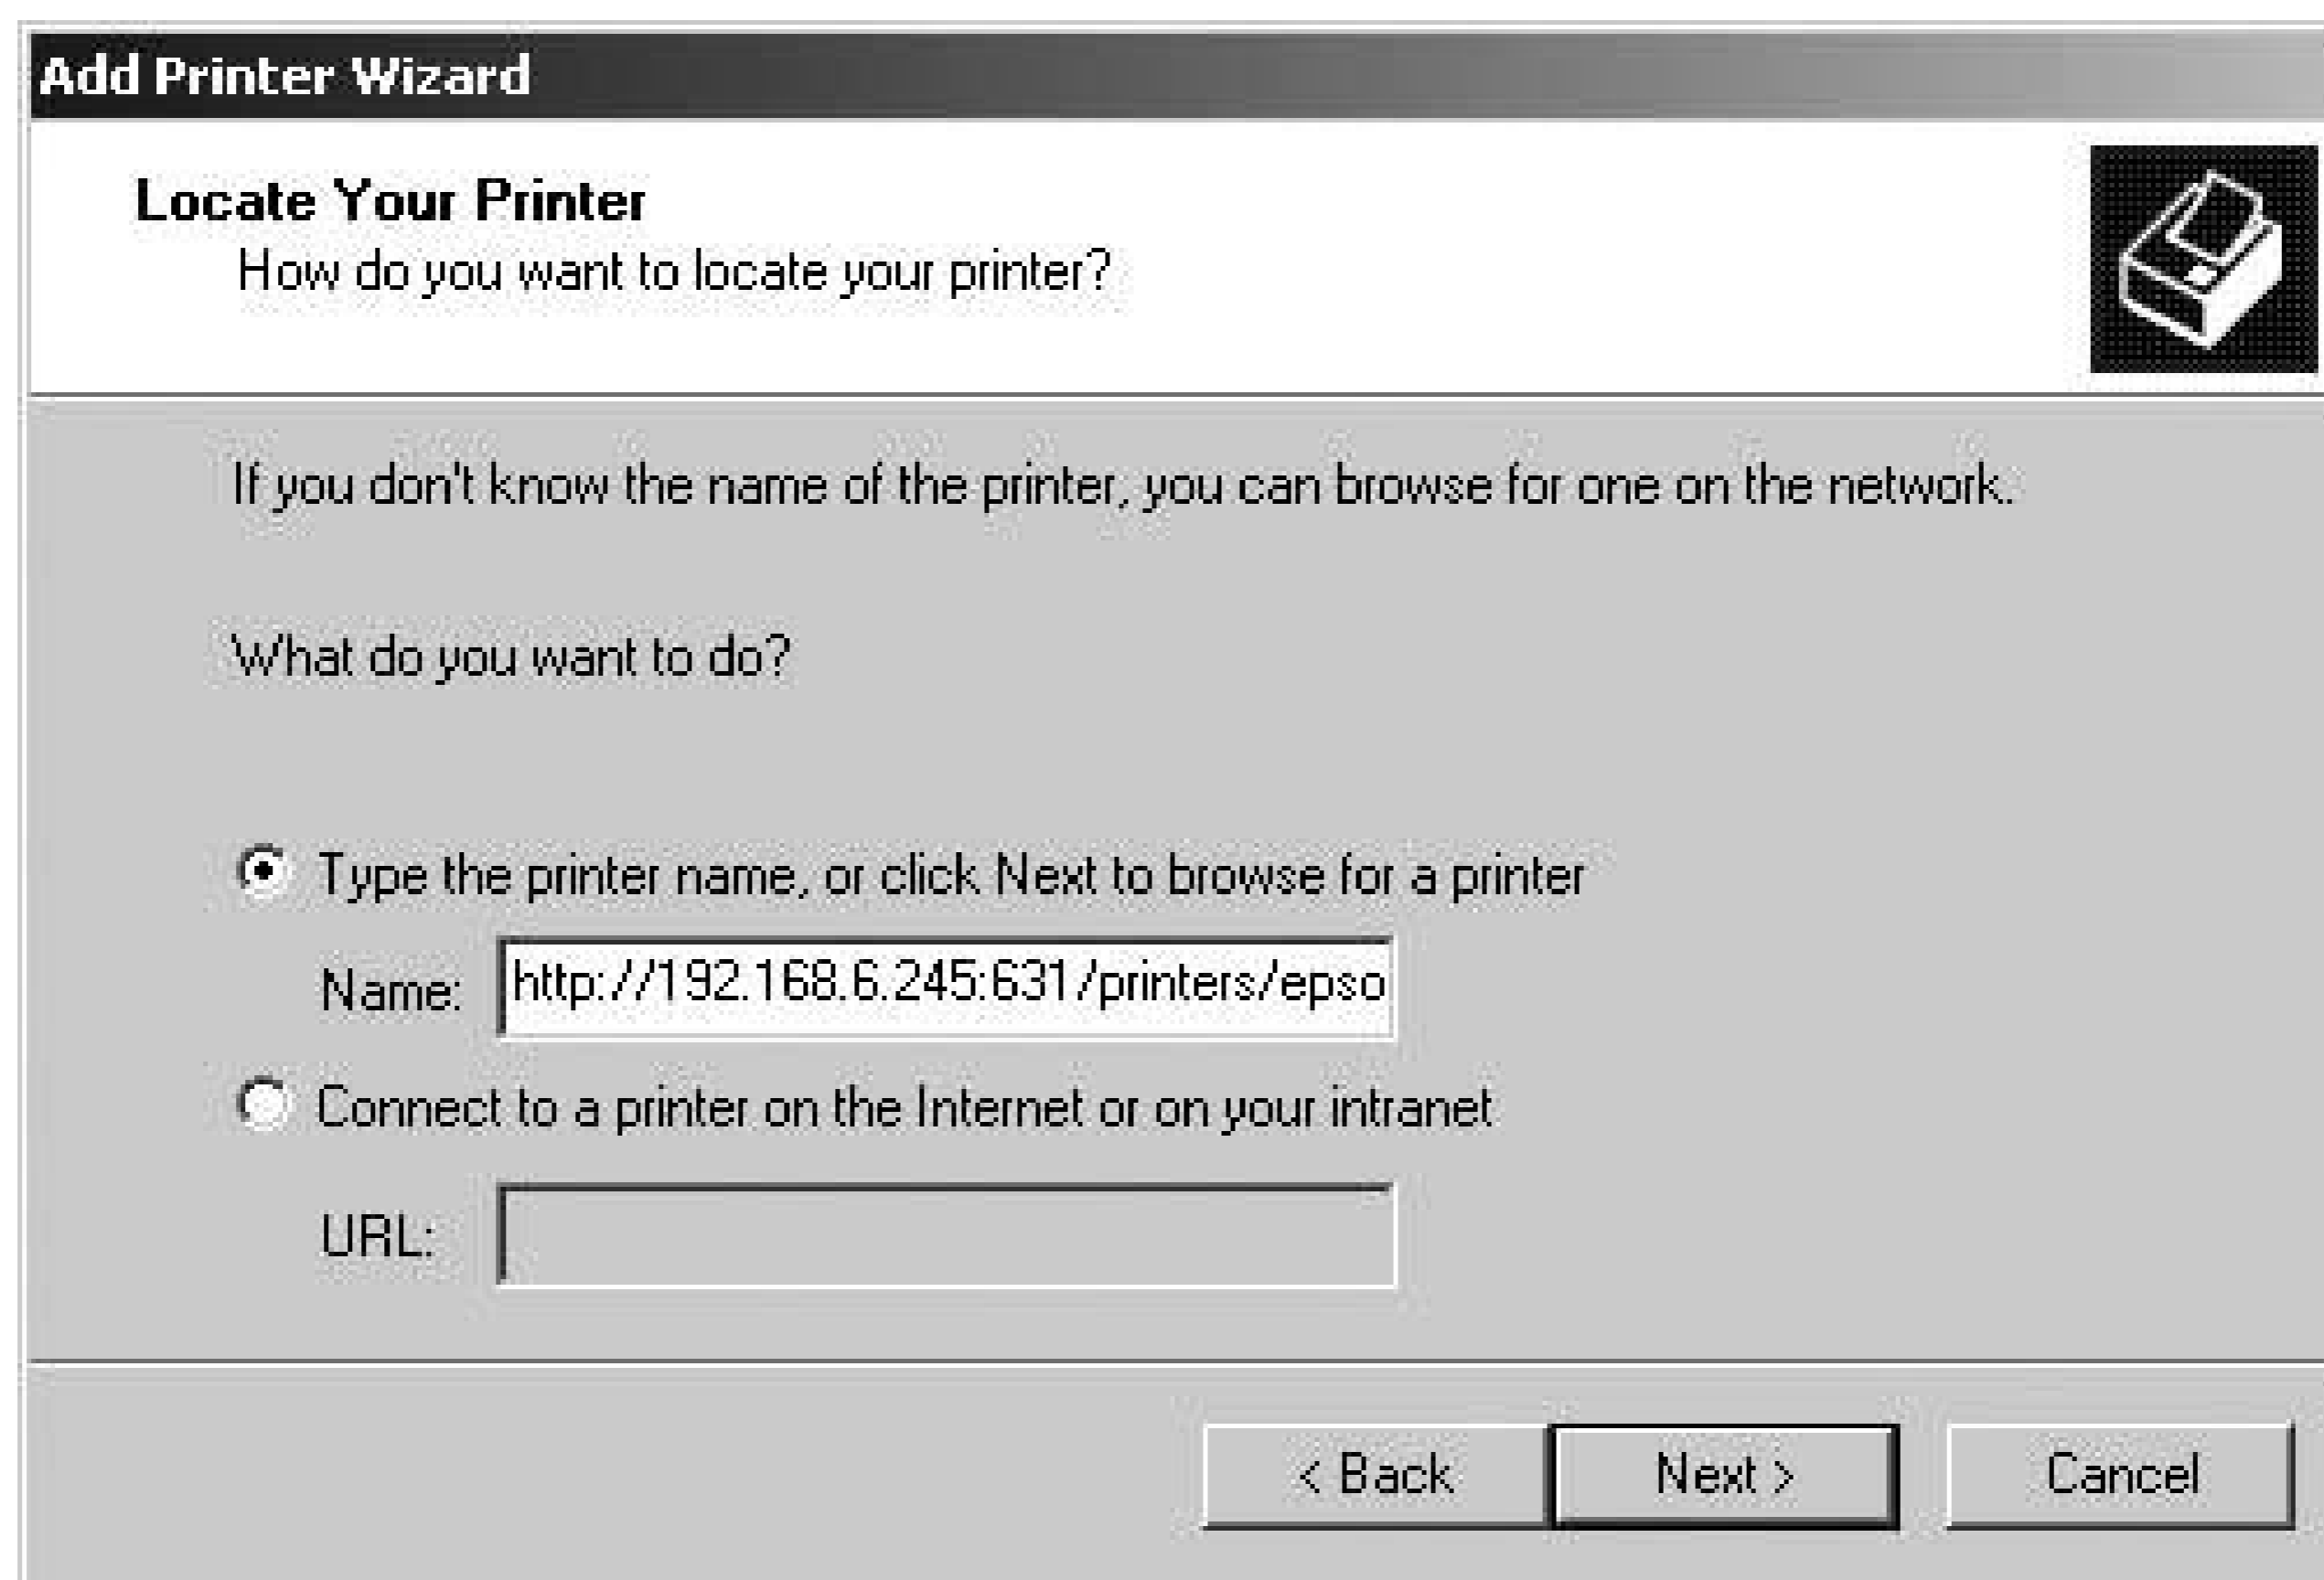 Add Printer Wizard
Locate Your Printer
How do you want to locate your printer?
If you don't know the name of the printer, you can browse for one on the network.
What do you want to do?
Type the printer name, or click Next to browse for a printer
Name: http://192.168.6.245:631/printers/epso
Connect to a printer on the Internet or on your intranet
URL:
< Back Next > Cancel